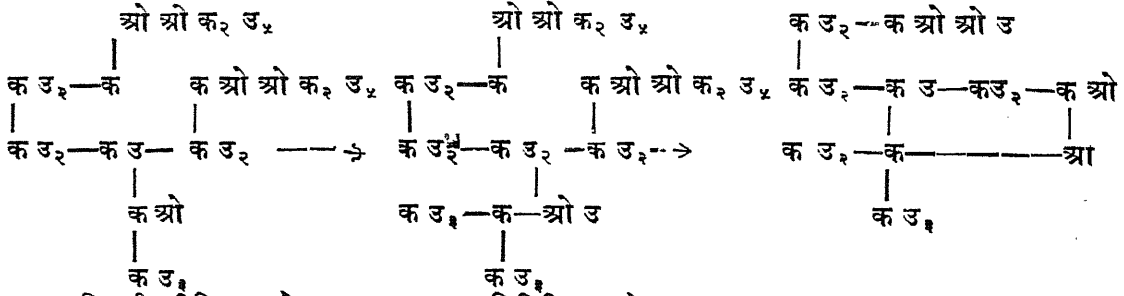 ओ ओ क₂ उ₅ ओ ओ क₂ उ₅ क उ₂--क ओ ओ उ
क उ₂—क क ओ ओ क₂ उ₅ क उ₂—क क ओ ओ क₂ उ₅ क उ₂—क उ—कउ₂—क ओ
क उ₂—क उ—क उ₂ ——→ क उ₂—क उ₂—क उ₂--→ क उ₂—क————आ
क ओ क उ₃—क—ओ उ क उ₃
क उ₃ क उ₃